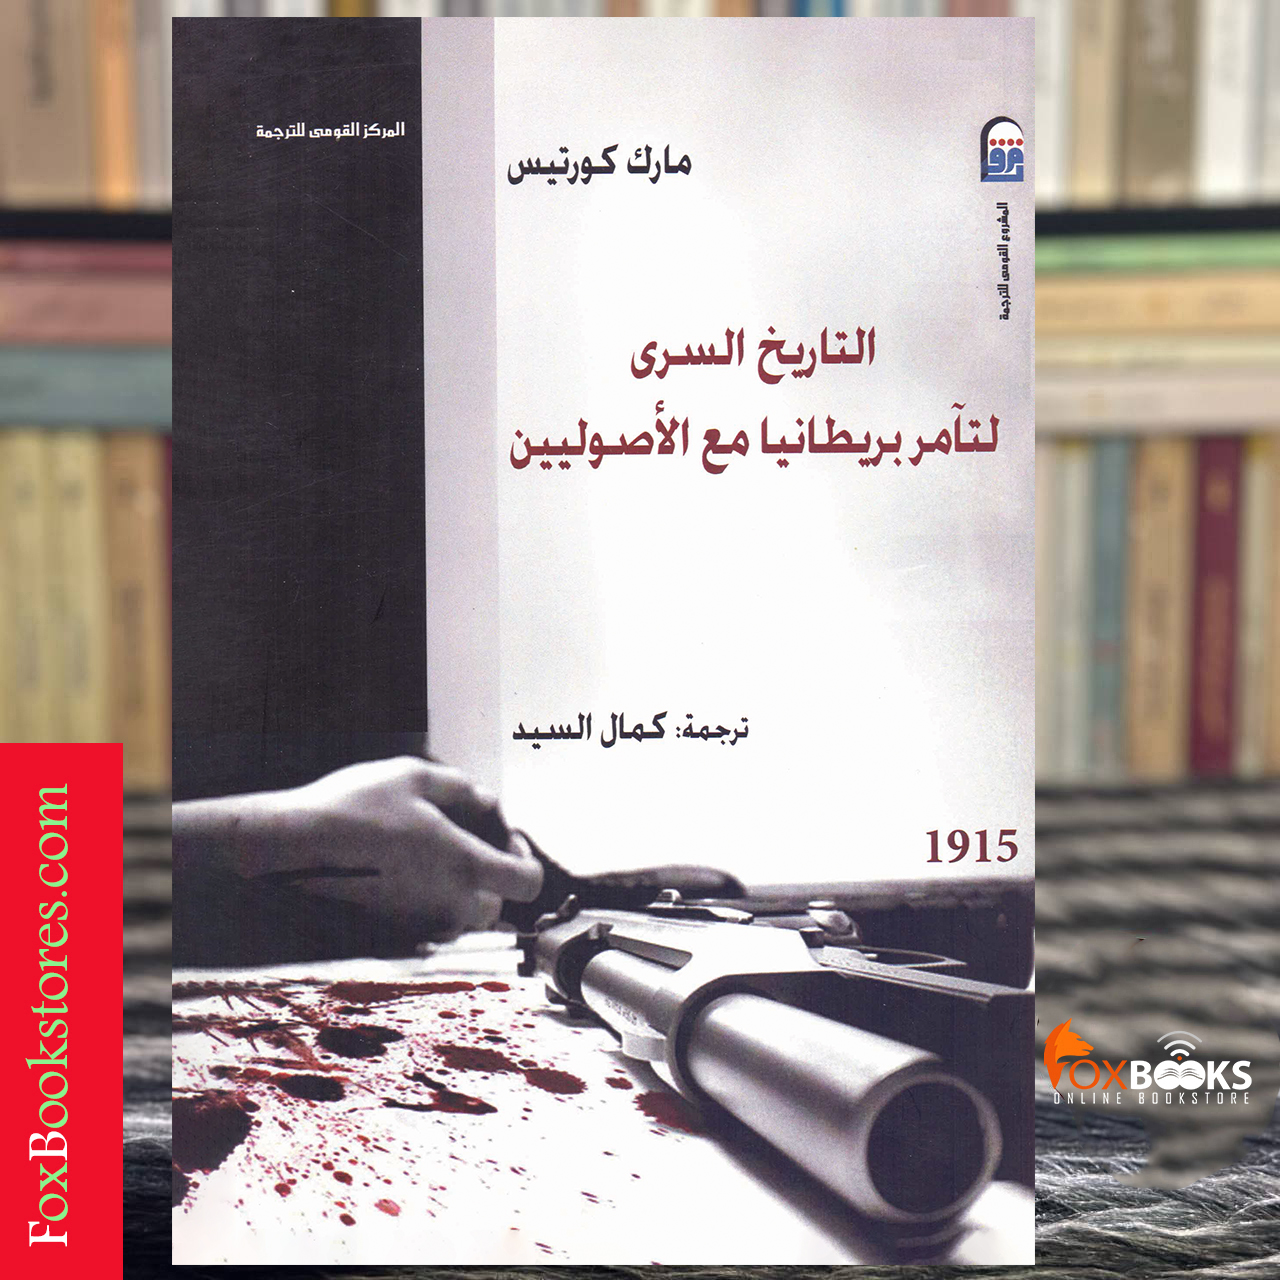 المركز القومى للترجمة
مارك كورتيس
المشروع القومى للترجمة
التاريخ السرى
لتآمر بريطانيا مع الأصوليين
ترجمة: كمال السيد
1915
FoxBookstores.com
FOXBOOKS
ONLINE BOOKSTORE